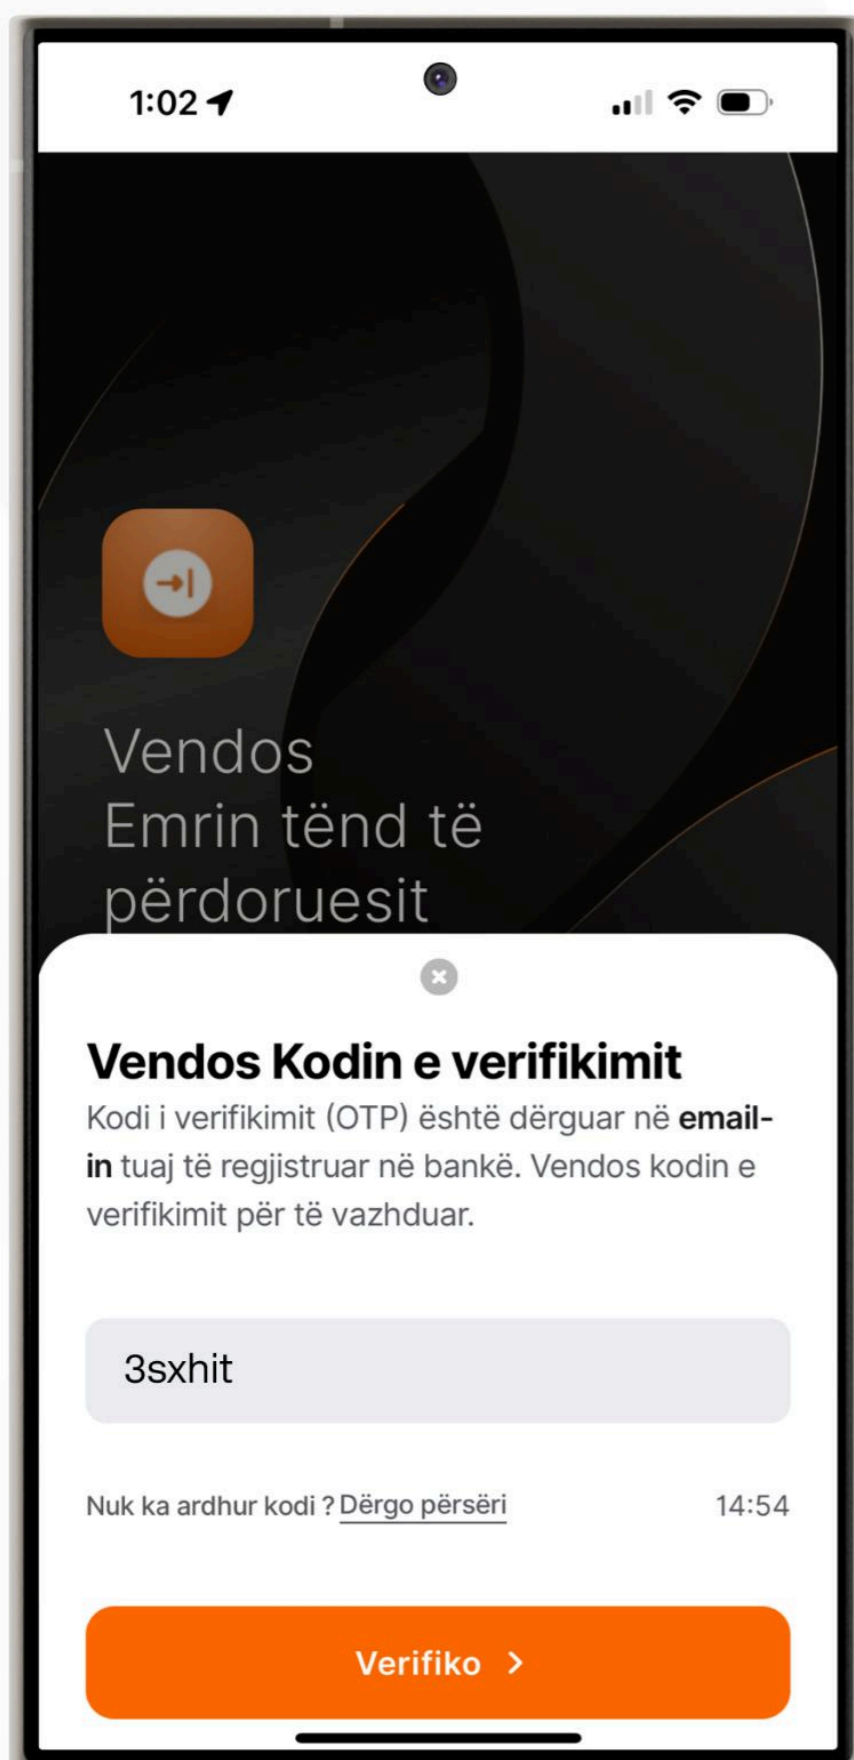 1:02
Vendos
Emrin tënd të
përdoruesit
Vendos Kodin e verifikimit
Kodi i verifikimit (OTP) është dërguar në email-
in tuaj të regjistruar në bankë. Vendos kodin e
verifikimit për të vazhduar.
3sxhit
Nuk ka ardhur kodi ? Dërgo përsëri 14:54
Verifiko